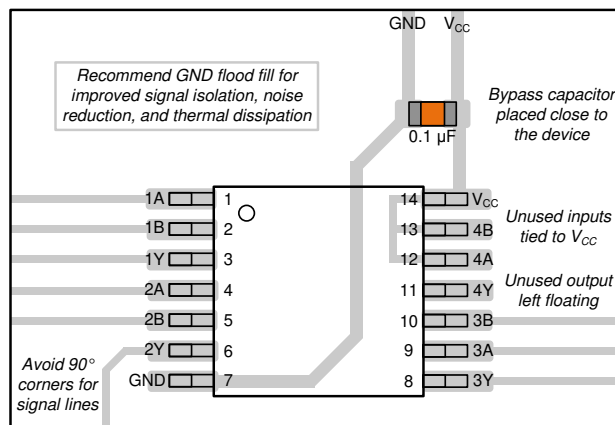 GND
V_CC
Recommend GND flood fill for
improved signal isolation, noise
reduction, and thermal dissipation
0.1 µF
Bypass capacitor
placed close to
the device
1A 1 14 V_CC
1B 2 13 4B
1Y 3 12 4A
2A 4 11 4Y
2B 5 10 3B
2Y 6 9 3A
GND 7 8 3Y
Unused inputs
tied to V_CC
Unused output
left floating
Avoid 90°
corners for
signal lines